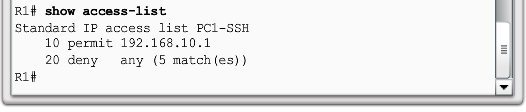 R1# show access-list
Standard IP access list PC1-SSH
    10 permit 192.168.10.1
    20 deny   any (5 match(es))
R1#